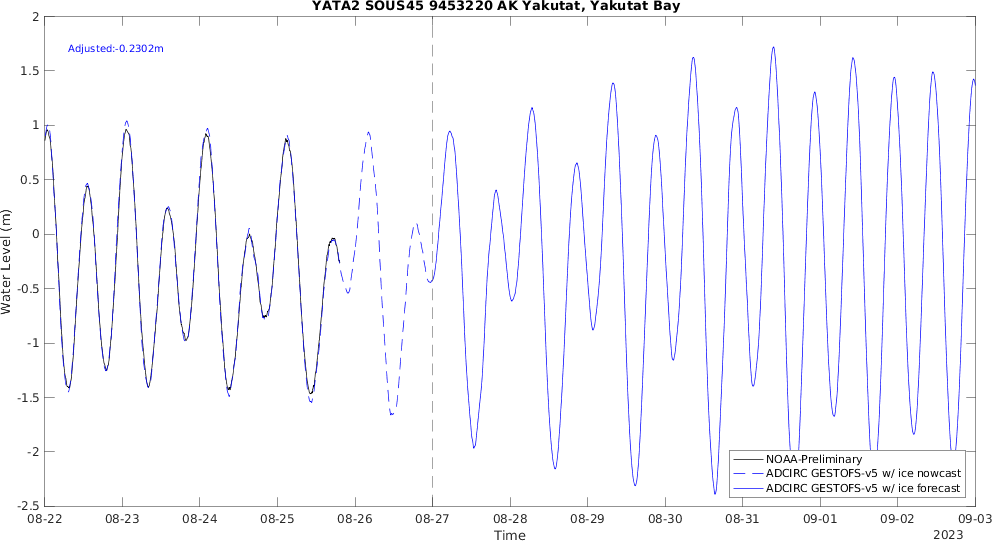 YATA2 SOUS45 9453220 AK Yakutat, Yakutat Bay
Adjusted:-0.2302m
2
1.5
1
0.5
0
-0.5
-1
-1.5
-2
-2.5
Water Level (m)
NOAA-Preliminary
ADCIRC GESTOFS-v5 w/ ice nowcast
ADCIRC GESTOFS-v5 w/ ice forecast
08-22 08-23 08-24 08-25 08-26 08-27 08-28 08-29 08-30 08-31 09-01 09-02 09-03
Time
2023